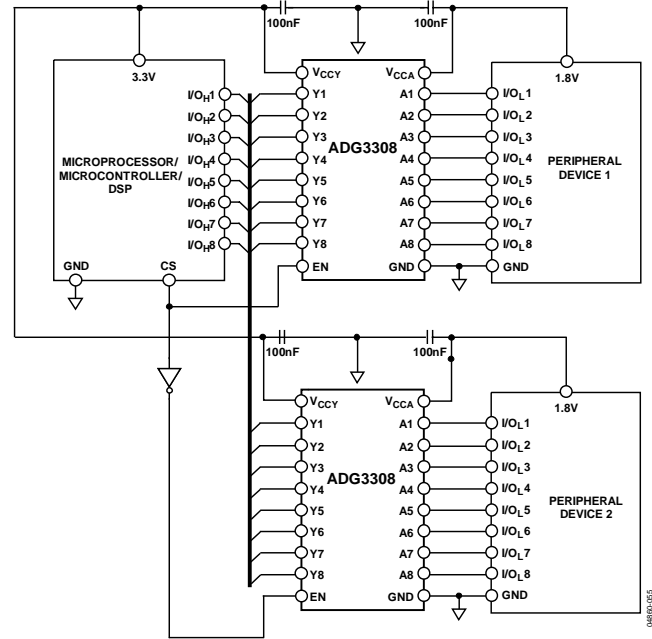 100nF 100nF
3.3V
MICROPROCESSOR/
MICROCONTROLLER/
DSP
I/OH1
I/OH2
I/OH3
I/OH4
I/OH5
I/OH6
I/OH7
I/OH8
GND CS
VCCY VCCA
Y1 A1
Y2 A2
Y3 A3
ADG3308
Y4 A4
Y5 A5
Y6 A6
Y7 A7
Y8 A8
EN GND
1.8V
I/OL1
I/OL2
I/OL3
I/OL4
I/OL5
I/OL6
I/OL7
I/OL8
GND
PERIPHERAL
DEVICE 1
100nF 100nF
VCCY VCCA
Y1 A1
Y2 A2
Y3 A3
ADG3308
Y4 A4
Y5 A5
Y6 A6
Y7 A7
Y8 A8
EN GND
1.8V
I/OL1
I/OL2
I/OL3
I/OL4
I/OL5
I/OL6
I/OL7
I/OL8
GND
PERIPHERAL
DEVICE 2
04860-055